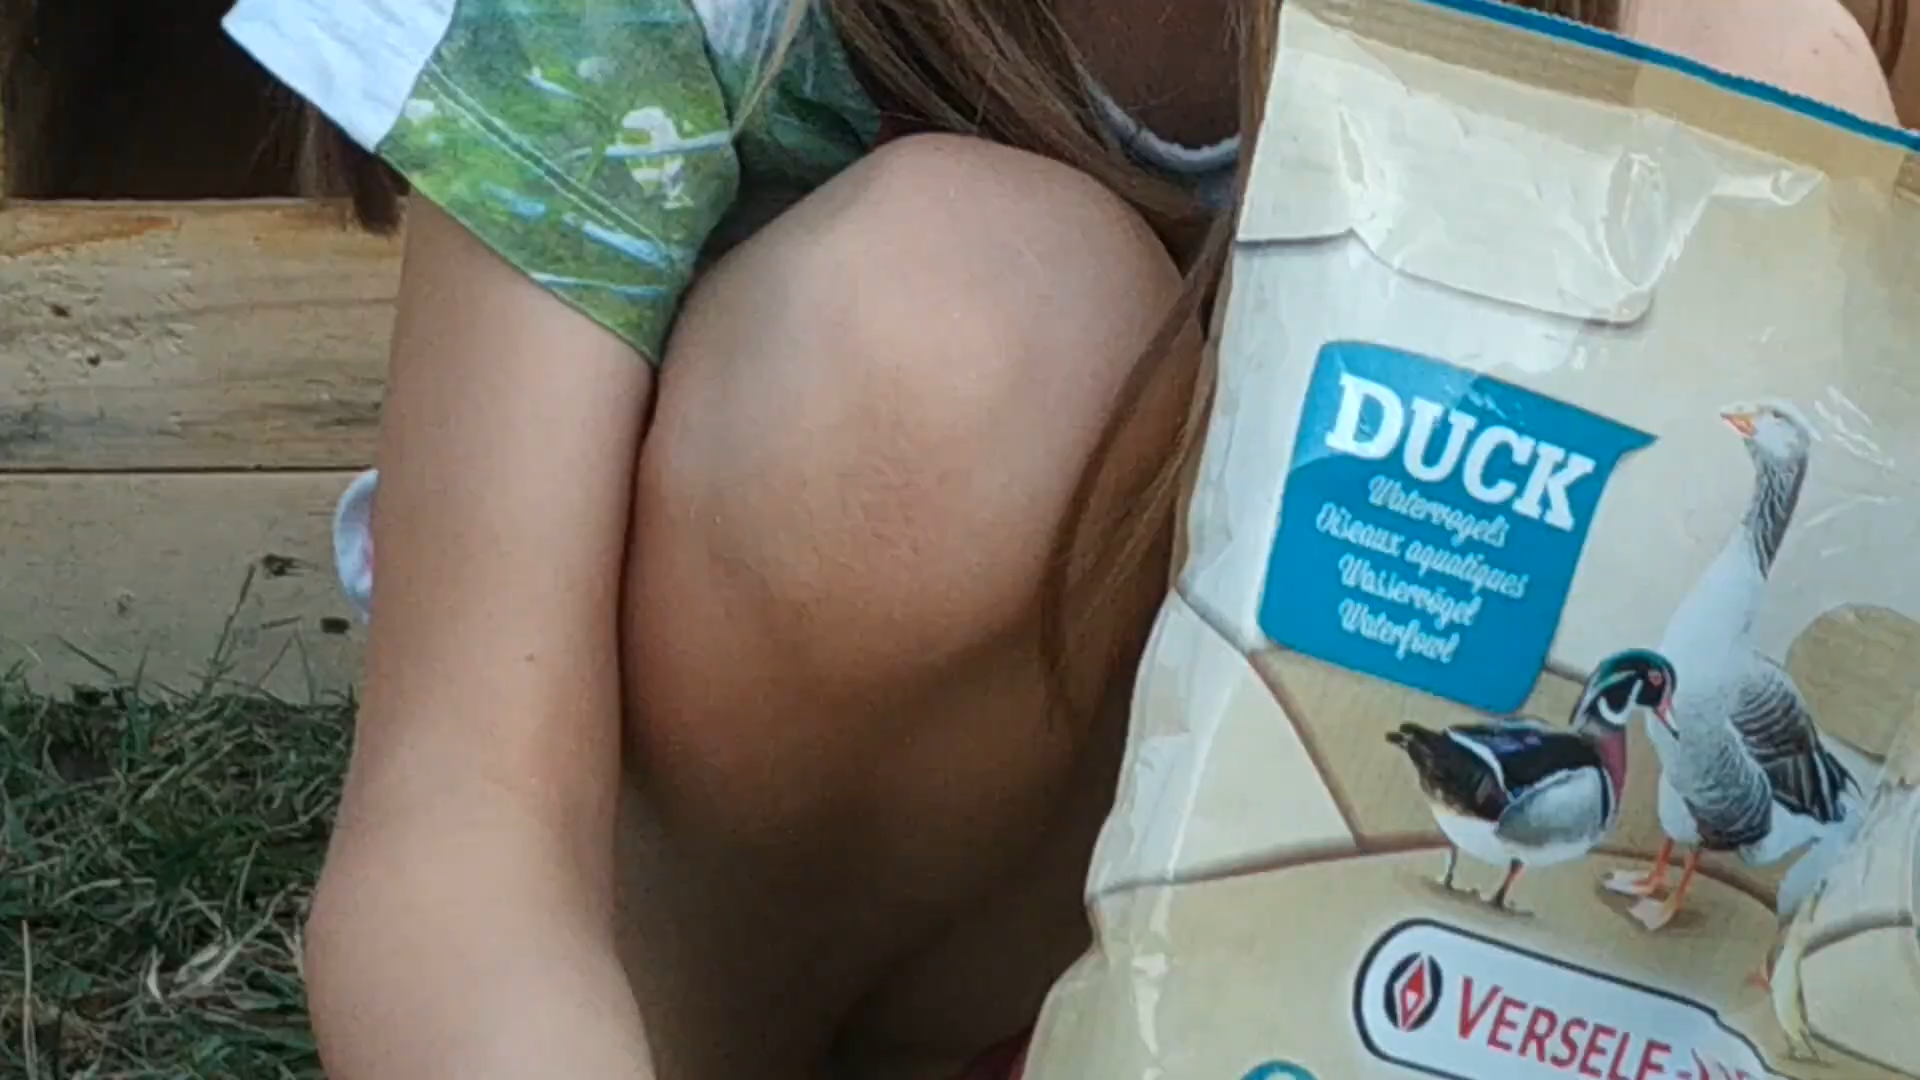 DUCK
Watervogels
Oiseaux aquatiques
Wasservögel
Waterfowl
VERSELE-